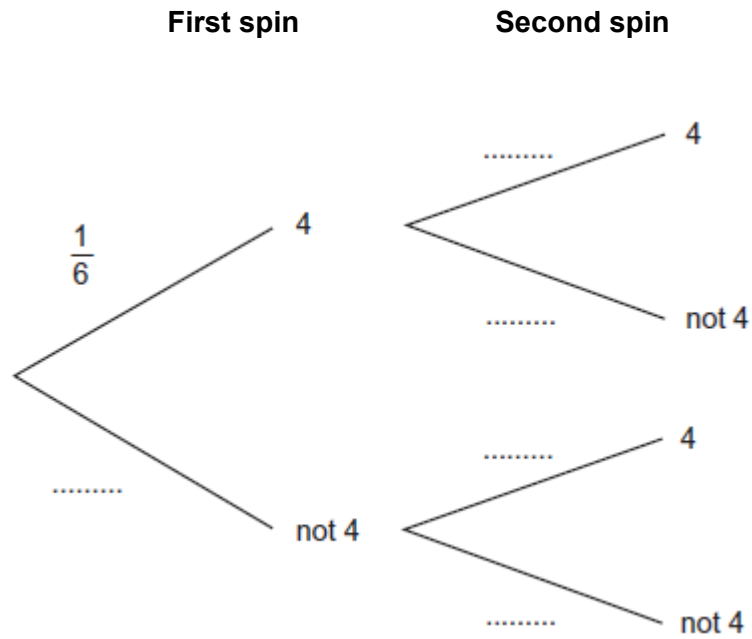 First spin Second spin
......... 4
1/6 4
......... not 4
......... 4
.........
not 4
......... not 4